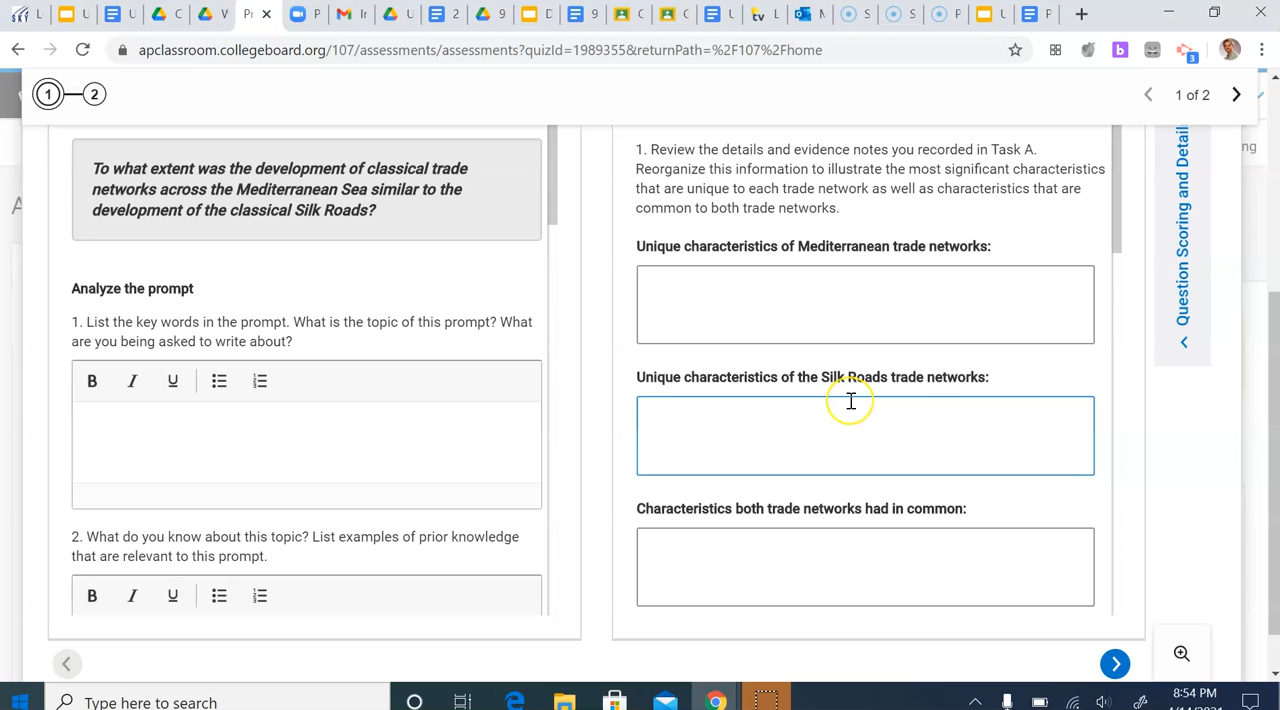 U
U
C
V
Pr
P
Ir
U
2
9
D
9
C
C
U
L
N
S
S
P
U
P
apclassroom.collegeboard.org/107/assessments/assessments?quizId=1989355&returnPath=%2F107%2Fhome
b
3
1
2
1 of 2
ng
A
To what extent was the development of classical trade
networks across the Mediterranean Sea similar to the
development of the classical Silk Roads?
Analyze the prompt
1. List the key words in the prompt. What is the topic of this prompt? What
are you being asked to write about?
B I U
2. What do you know about this topic? List examples of prior knowledge
that are relevant to this prompt.
B I U
1. Review the details and evidence notes you recorded in Task A.
Reorganize this information to illustrate the most significant characteristics
that are unique to each trade network as well as characteristics that are
common to both trade networks.
Unique characteristics of Mediterranean trade networks:
Unique characteristics of the Silk Roads trade networks:
Characteristics both trade networks had in common:
Question Scoring and Details
Type here to search
8:54 PM